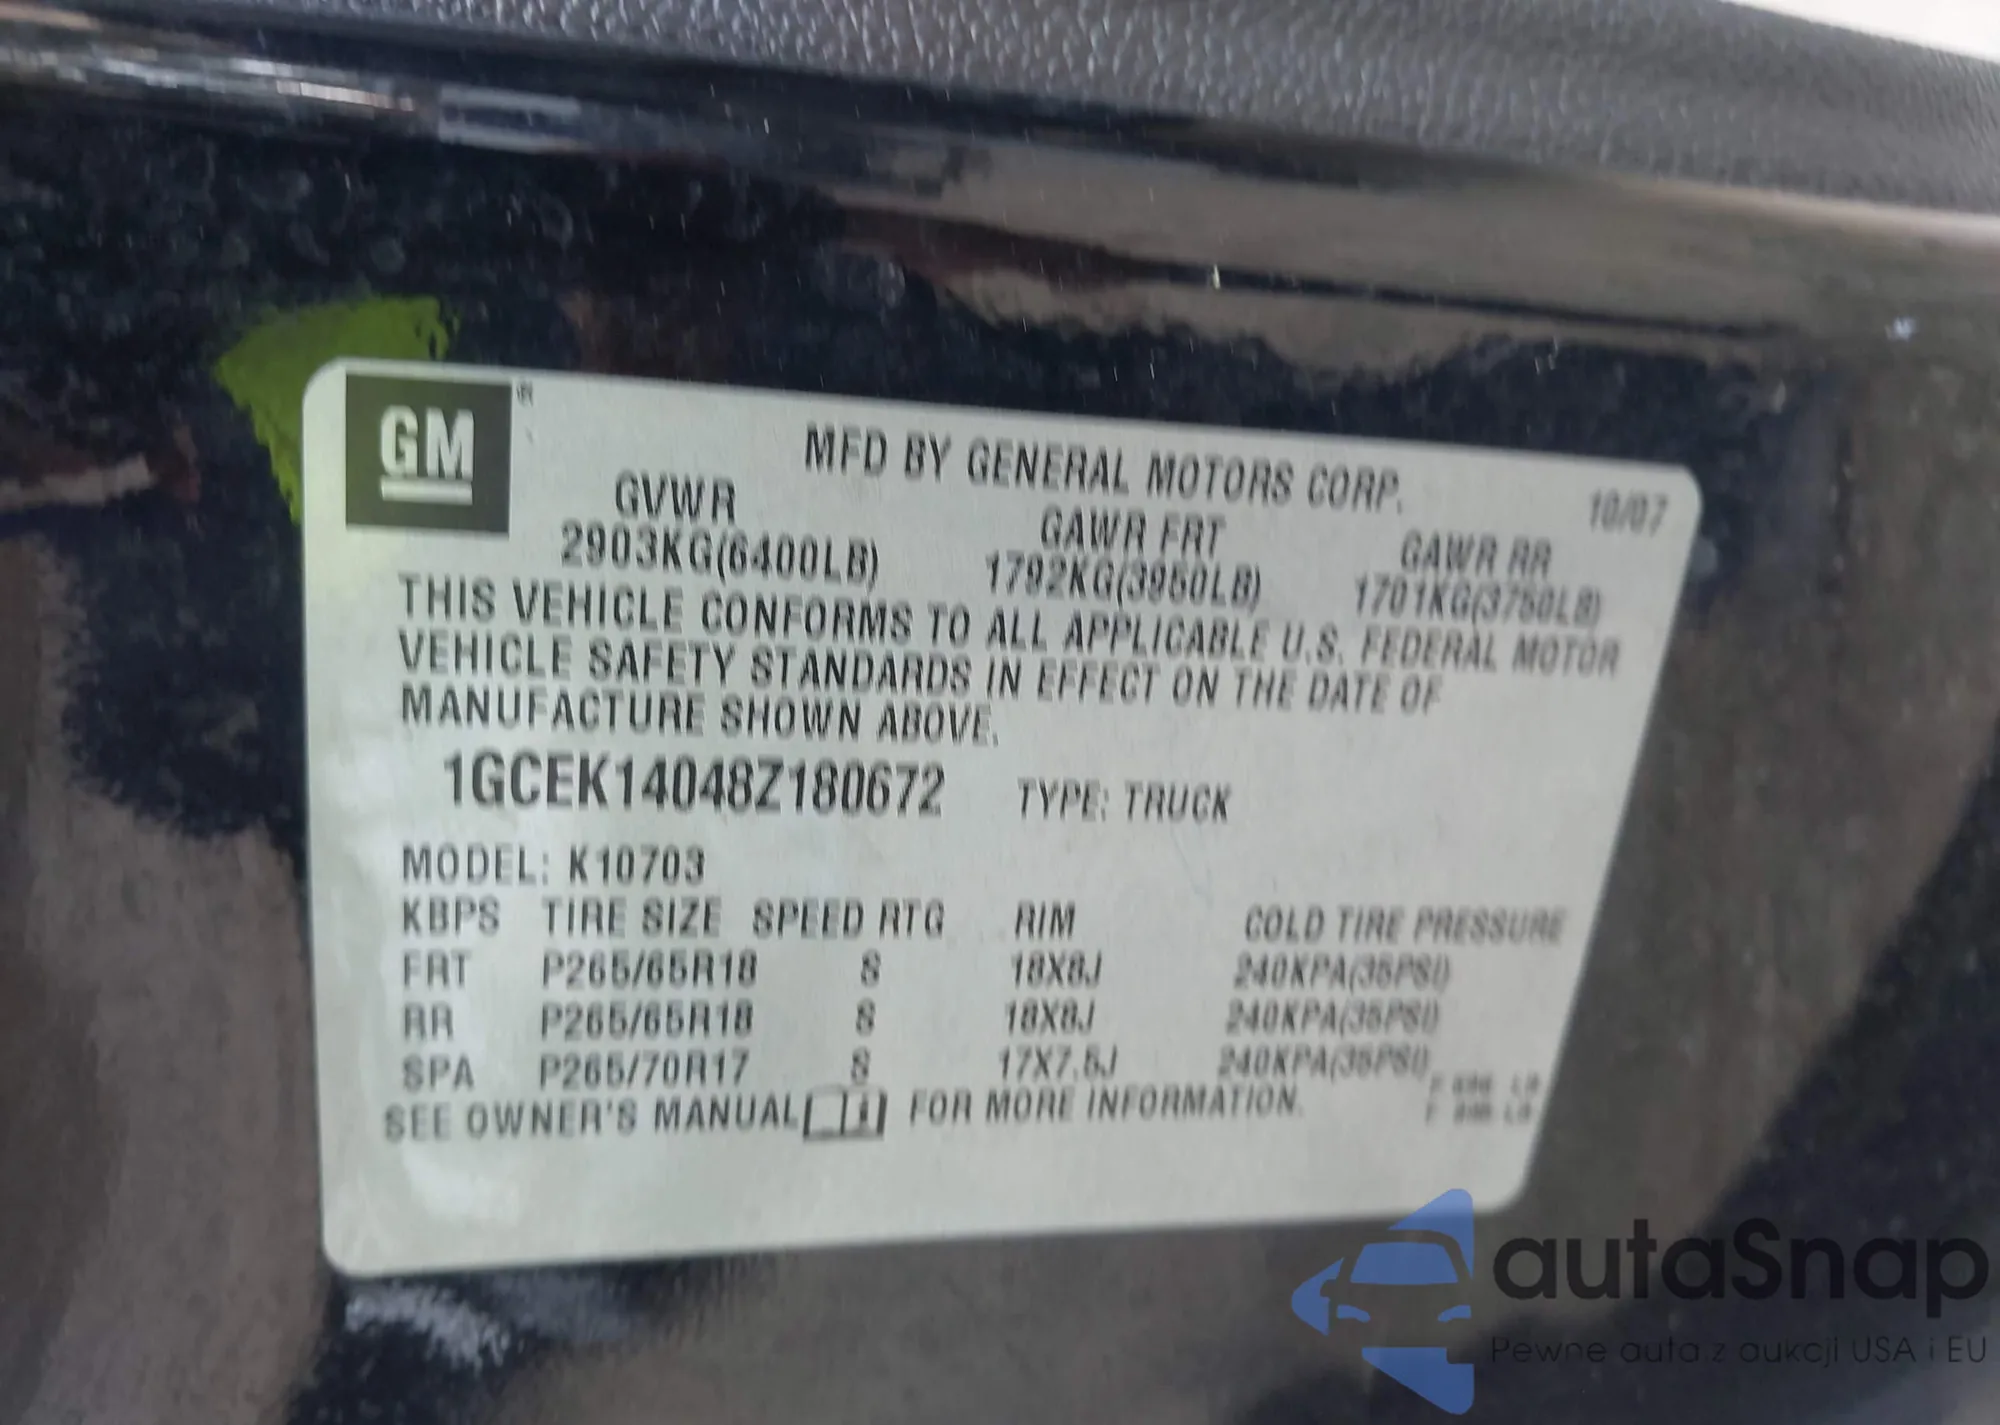 GM®
MFD BY GENERAL MOTORS CORP.
10/07
GVWR GAWR FRT GAWR RR
2903KG(6400LB) 1792KG(3950LB) 1701KG(3750LB)
THIS VEHICLE CONFORMS TO ALL APPLICABLE U.S. FEDERAL MOTOR
VEHICLE SAFETY STANDARDS IN EFFECT ON THE DATE OF
MANUFACTURE SHOWN ABOVE.
1GCEK14048Z180672 TYPE: TRUCK
MODEL: K10703
KBPS TIRE SIZE SPEED RTG RIM COLD TIRE PRESSURE
FRT P265/65R18 S 18X8J 240KPA(35PSI)
RR P265/65R18 S 18X8J 240KPA(35PSI)
SPA P265/70R17 S 17X7.5J 240KPA(35PSI)
SEE OWNER'S MANUAL FOR MORE INFORMATION.
autaSnap
Pewne auta z aukcji USA i EU